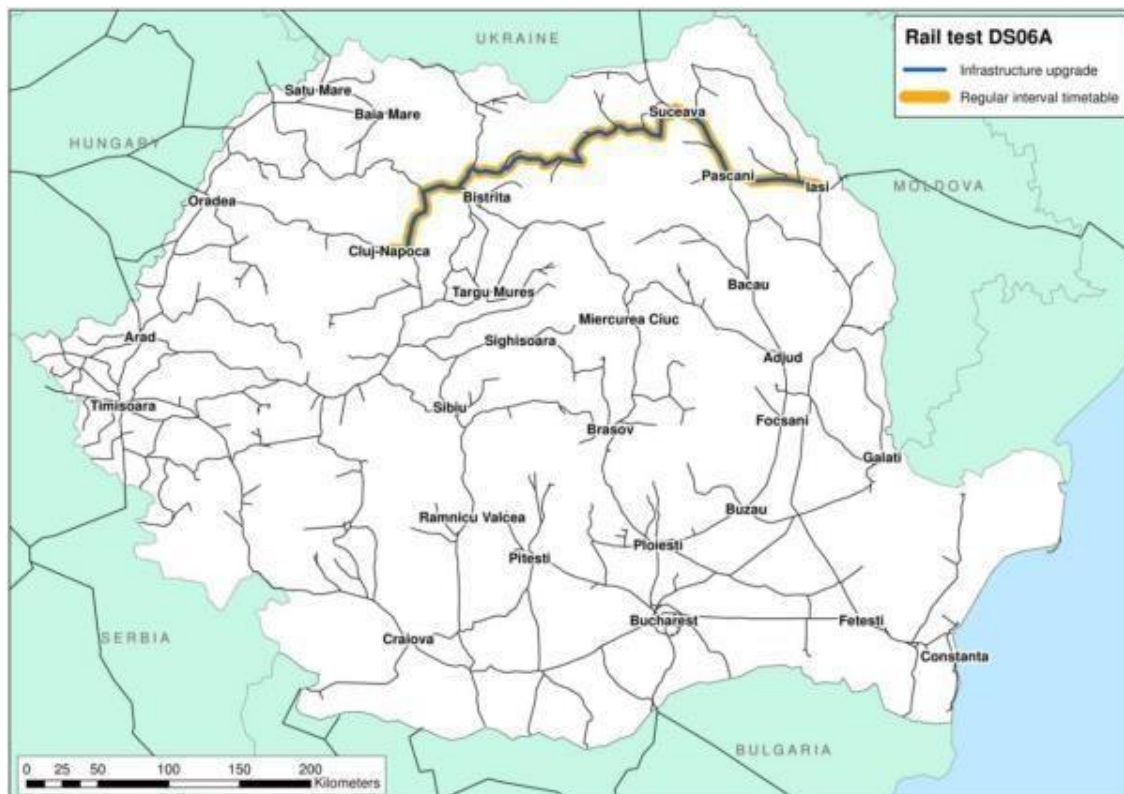 UKRAINE
Rail test DS06A
Infrastructure upgrade
Regular interval timetable
Satu Mare
Baia Mare
Suceava
HUNGARY
Pascani
Iasi
MOLDOVA
Oradea
Bistrita
Cluj-Napoca
Targu Mures
Bacau
Miercurea Ciuc
Arad
Sighisoara
Adjud
Timisoara
Sibiu
Brasov
Focsani
Galati
Ramnicu Valcea
Buzau
Pitesti
Ploiesti
SERBIA
Craiova
Bucharest
Fetesti
Constanta
BULGARIA
0 25 50 100 150 200
Kilometers